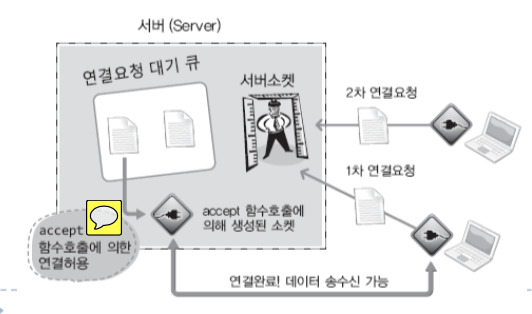 서버 (Server)
연결요청 대기 큐
서버소켓
2차 연결요청
1차 연결요청
accept 함수호출에
의해 생성된 소켓
accept
함수호출에 의한
연결허용
연결완료! 데이터 송수신 가능